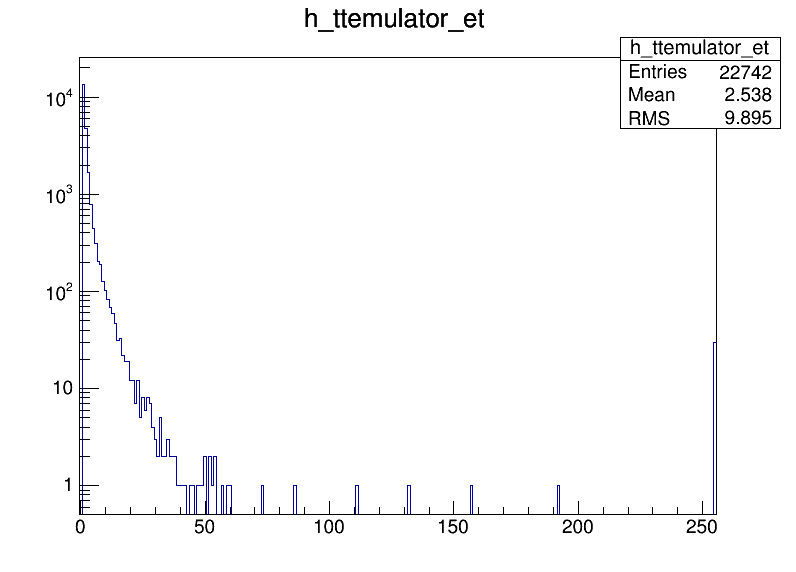 h_ttemulator_et
h_ttemulator_et
Entries 22742
Mean 2.538
RMS 9.895
10⁴
10³
10²
10
1
0 50 100 150 200 250